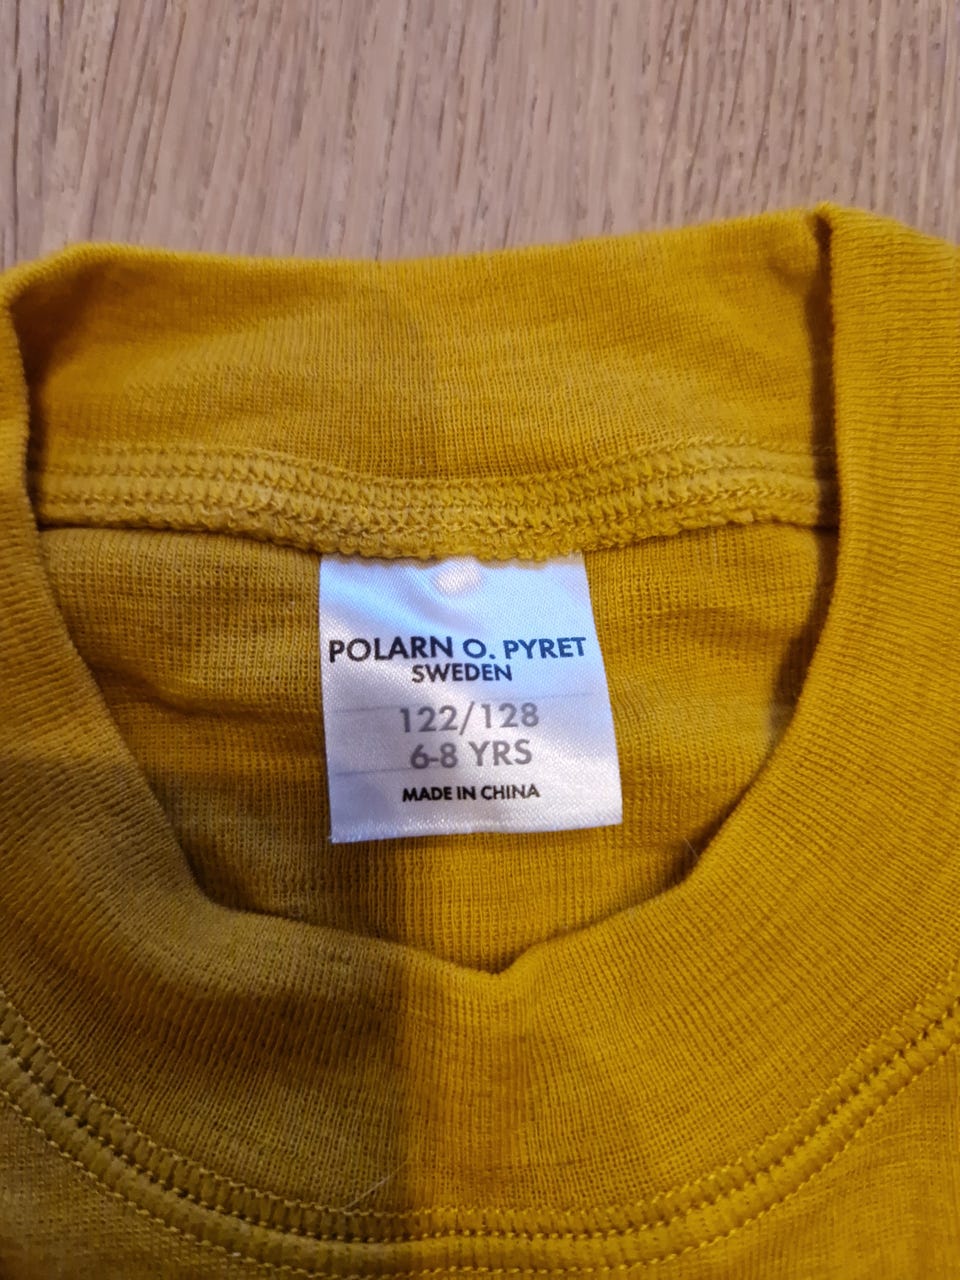 POLARN O. PYRET
SWEDEN
122/128
6-8 YRS
MADE IN CHINA